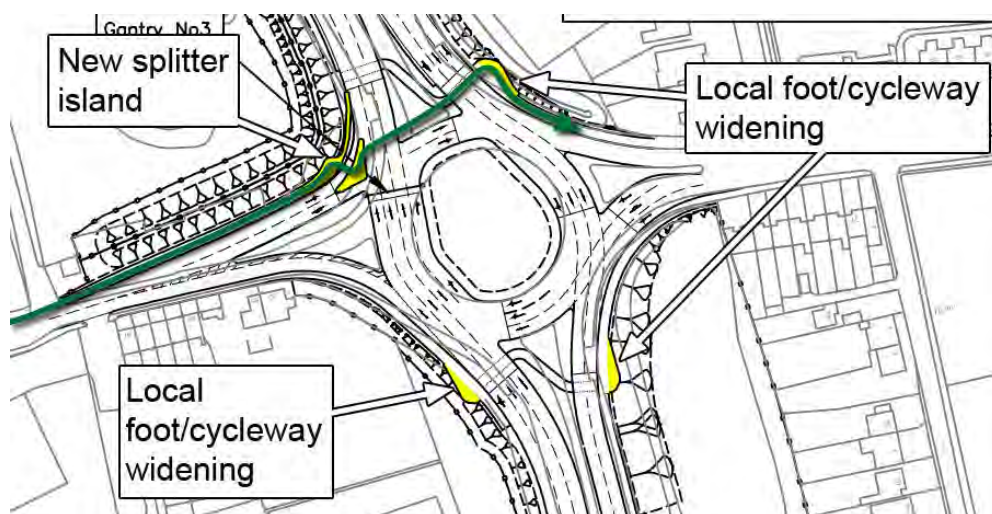 Gantry No3
New splitter
island
Local foot/cycleway
widening
Local
foot/cycleway
widening